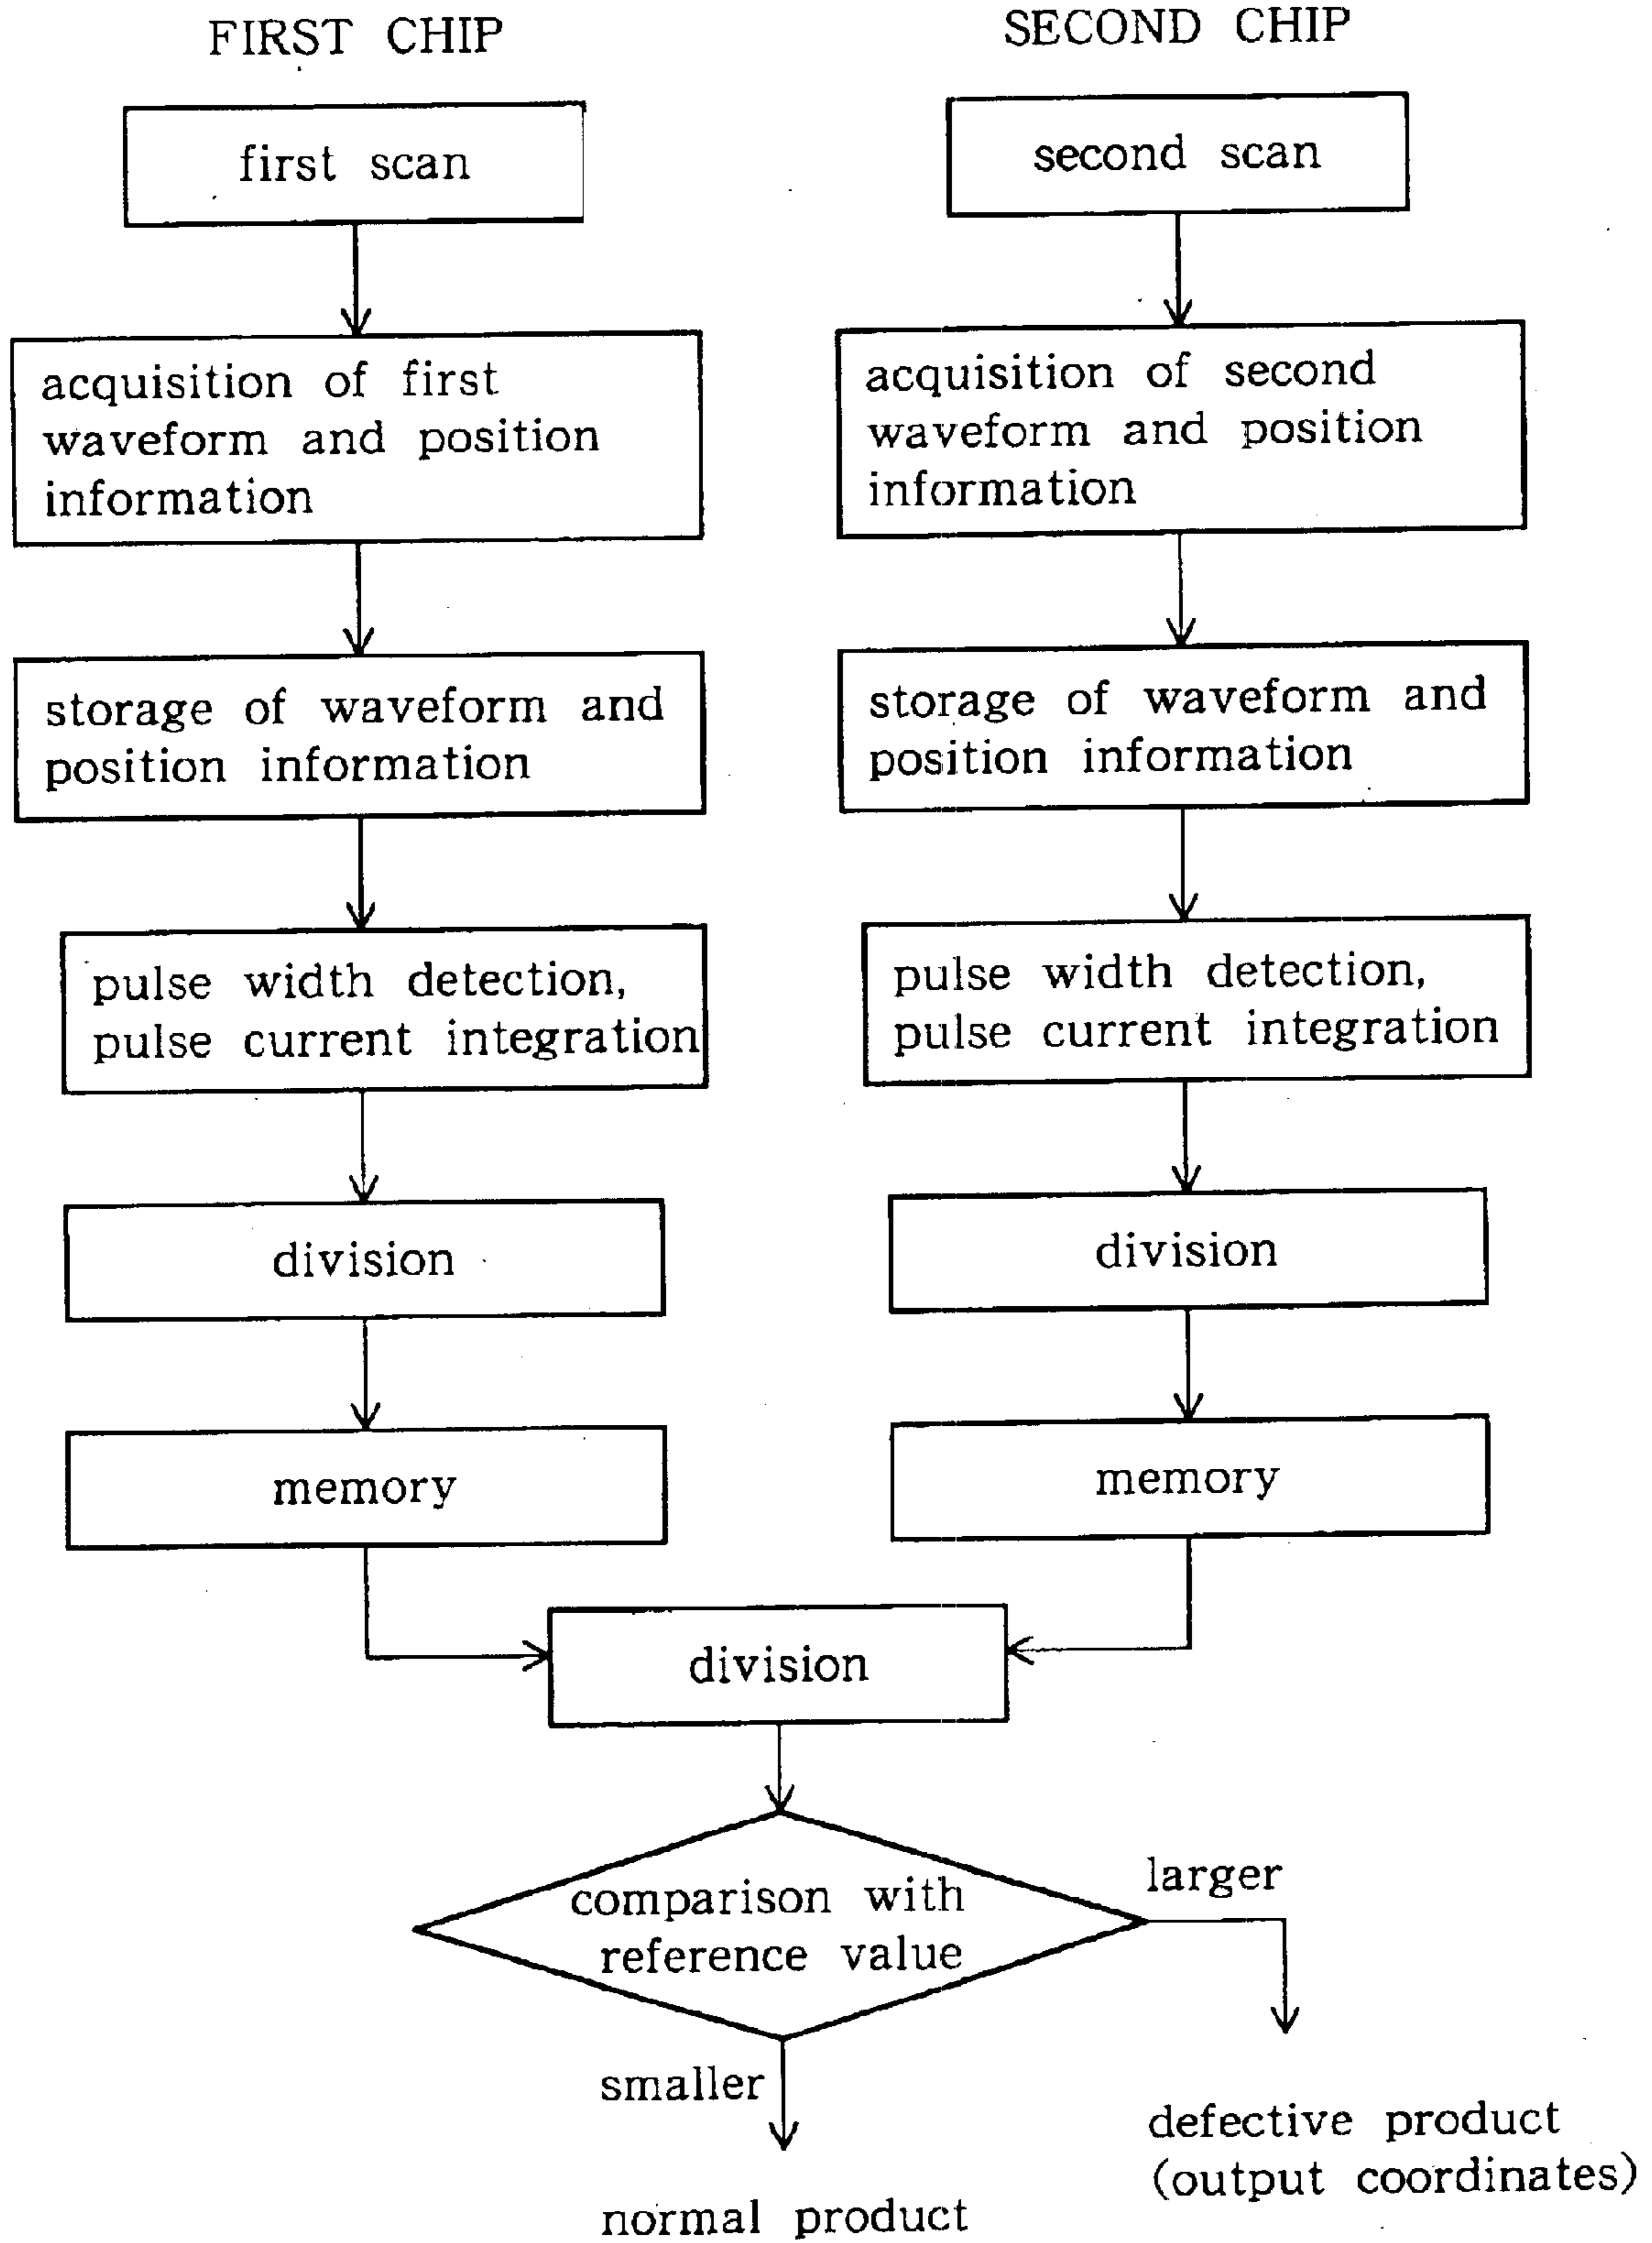 FIRST CHIP
first scan
acquisition of first
waveform and position
information
storage of waveform and
position information
pulse width detection,
pulse current integration
division
memory
SECOND CHIP
second scan
acquisition of second
waveform and position
information
storage of waveform and
position information
pulse width detection,
pulse current integration
division
memory
division
comparison with
reference value
larger
smaller
defective product
(output coordinates)
normal product